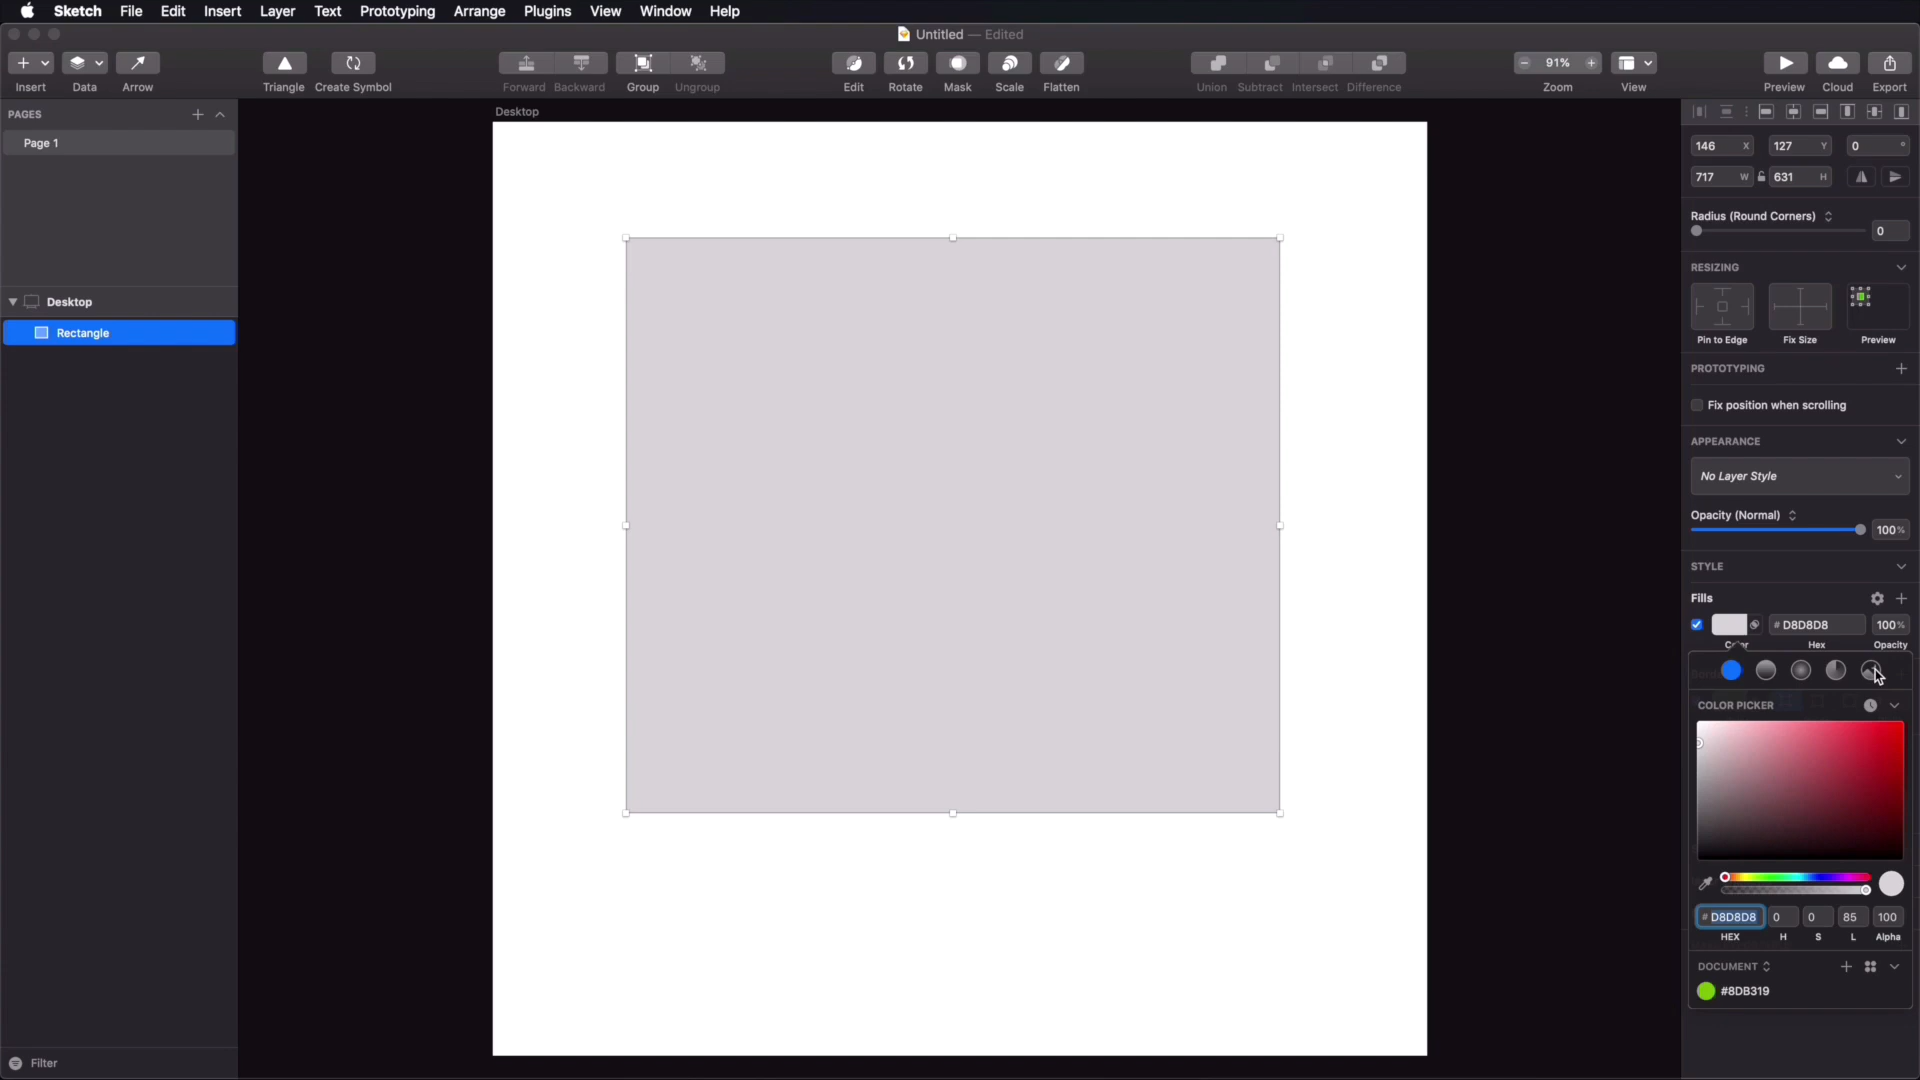 Sketch File Edit Insert Layer Text Prototyping Arrange Plugins View Window Help
Untitled — Edited
91%
Insert Data Arrow Triangle Create Symbol Forward Backward Group Ungroup Edit Rotate Mask Scale Flatten Union Subtract Intersect Difference Zoom View Preview Cloud Export
PAGES
Page 1
Desktop
Rectangle
Filter
Desktop
146 X 127 Y 0 °
717 W 631 H
Radius (Round Corners)
0
RESIZING
Pin to Edge Fix Size Preview
PROTOTYPING
Fix position when scrolling
APPEARANCE
No Layer Style
Opacity (Normal)
100%
STYLE
Fills
# D8D8D8 100%
Color Hex Opacity
COLOR PICKER
# D8D8D8 0 0 85 100
HEX H S L Alpha
DOCUMENT
#8DB319